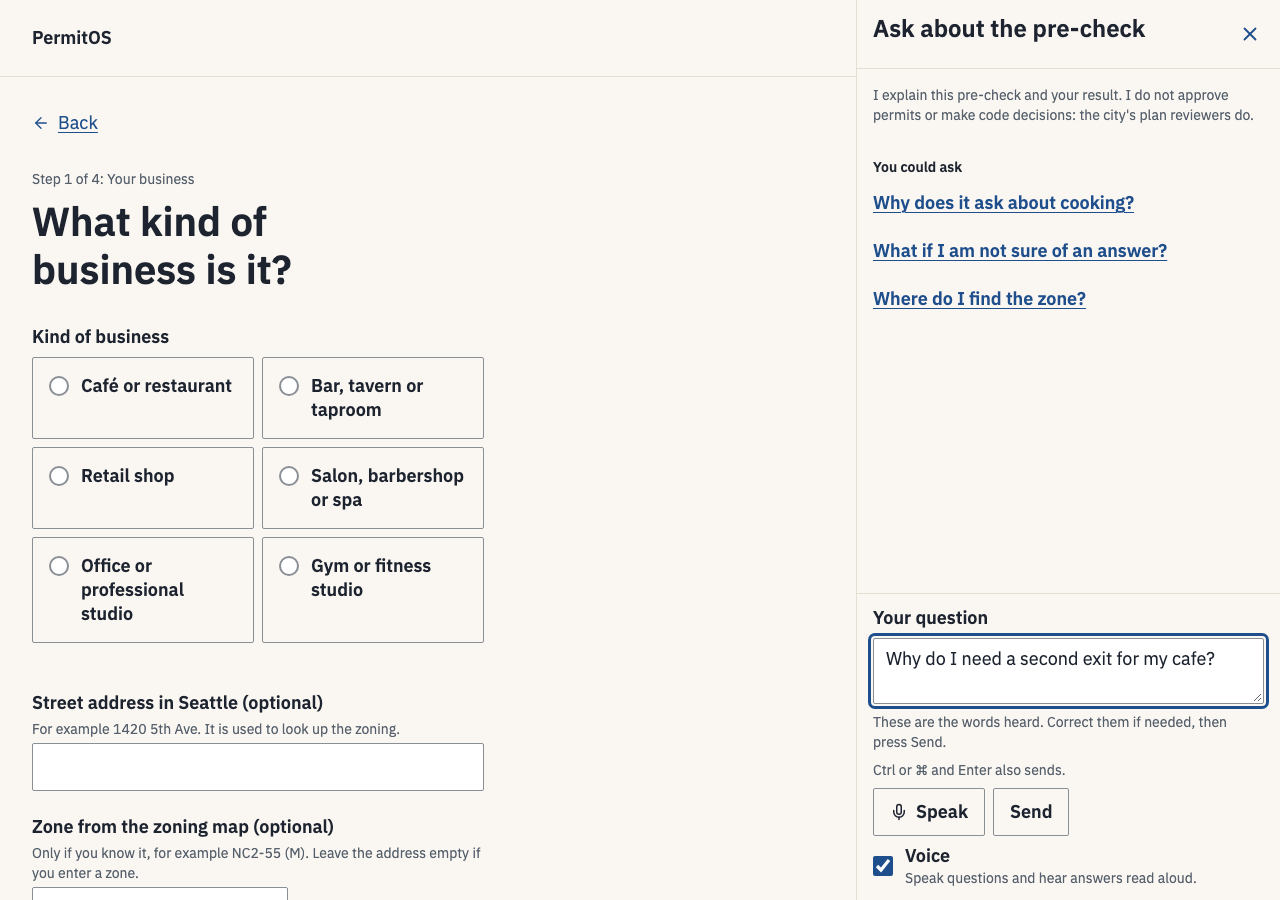 PermitOS
Back
Step 1 of 4: Your business
What kind of
business is it?
Kind of business
Café or restaurant
Bar, tavern or
taproom
Retail shop
Salon, barbershop
or spa
Office or
professional
studio
Gym or fitness
studio
Street address in Seattle (optional)
For example 1420 5th Ave. It is used to look up the zoning.
Zone from the zoning map (optional)
Only if you know it, for example NC2-55 (M). Leave the address empty if
you enter a zone.
Ask about the pre-check
I explain this pre-check and your result. I do not approve
permits or make code decisions: the city's plan reviewers do.
You could ask
Why does it ask about cooking?
What if I am not sure of an answer?
Where do I find the zone?
Your question
Why do I need a second exit for my cafe?
These are the words heard. Correct them if needed, then
press Send.
Ctrl or ⌘ and Enter also sends.
Speak
Send
Voice
Speak questions and hear answers read aloud.